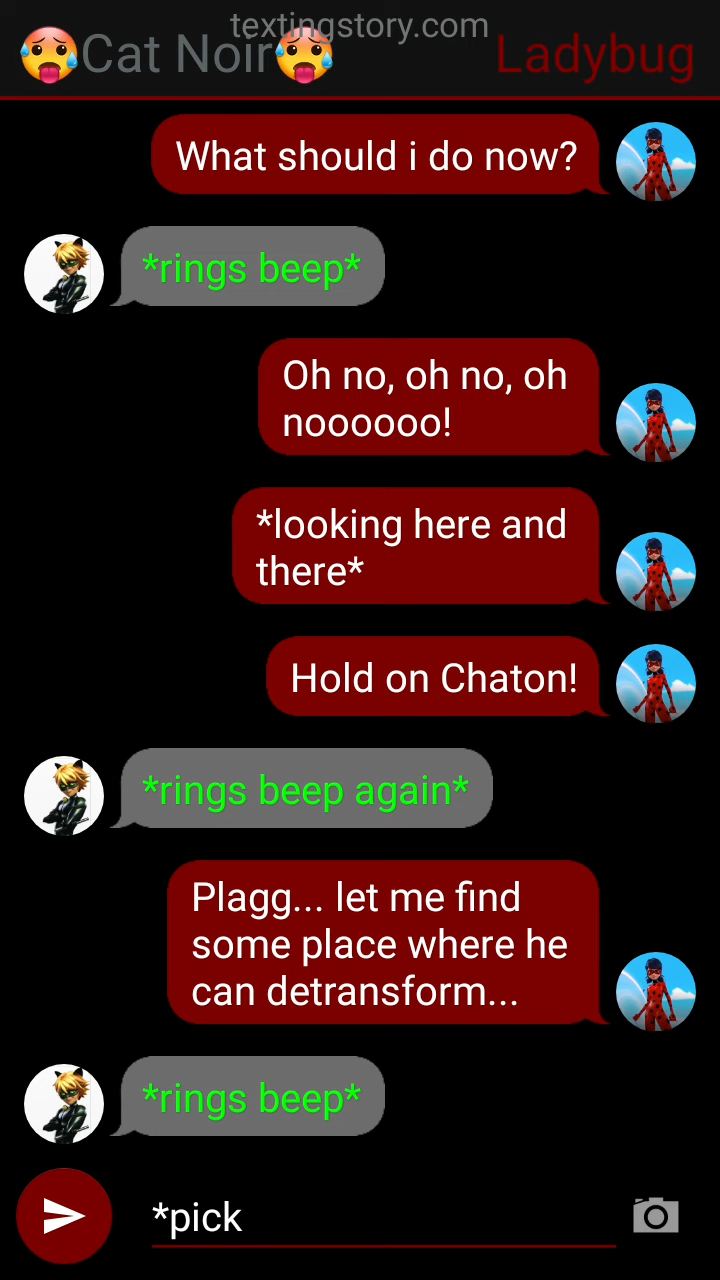 textingstory.com
🥵Cat Noir🥵 Ladybug
What should i do now?
*rings beep*
Oh no, oh no, oh
noooooo!
*looking here and
there*
Hold on Chaton!
*rings beep again*
Plagg... let me find
some place where he
can detransform...
*rings beep*
*pick